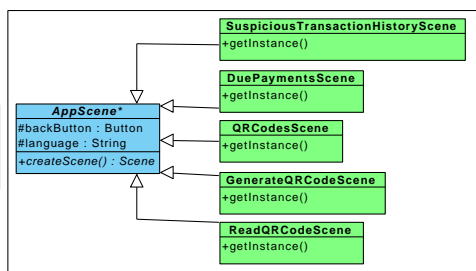 SuspiciousTransactionHistoryScene
+getInstance()
DuePaymentsScene
+getInstance()
AppScene*
#backButton : Button
#language : String
+createScene() : Scene
QRCodesScene
+getInstance()
GenerateQRCodeScene
+getInstance()
ReadQRCodeScene
+getInstance()